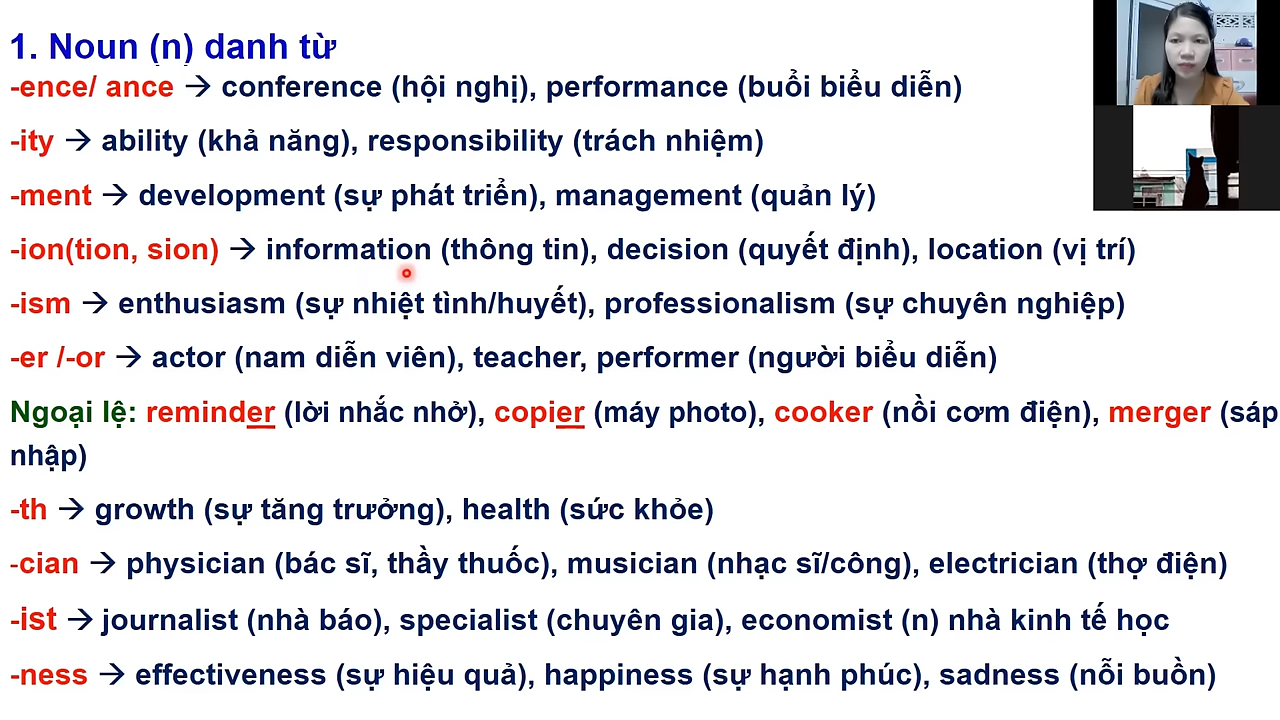 1. Noun (n) danh từ
-ence/ ance → conference (hội nghị), performance (buổi biểu diễn)
-ity → ability (khả năng), responsibility (trách nhiệm)
-ment → development (sự phát triển), management (quản lý)
-ion(tion, sion) → information (thông tin), decision (quyết định), location (vị trí)
-ism → enthusiasm (sự nhiệt tình/huyết), professionalism (sự chuyên nghiệp)
-er /-or → actor (nam diễn viên), teacher, performer (người biểu diễn)
Ngoại lệ: reminder (lời nhắc nhở), copier (máy photo), cooker (nồi cơm điện), merger (sáp
nhập)
-th → growth (sự tăng trưởng), health (sức khỏe)
-cian → physician (bác sĩ, thầy thuốc), musician (nhạc sĩ/công), electrician (thợ điện)
-ist → journalist (nhà báo), specialist (chuyên gia), economist (n) nhà kinh tế học
-ness → effectiveness (sự hiệu quả), happiness (sự hạnh phúc), sadness (nỗi buồn)